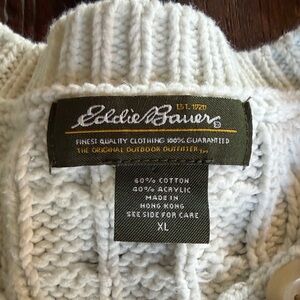 EST. 1920
Eddie Bauer
FINEST QUALITY CLOTHING 100% GUARANTEED
THE ORIGINAL OUTDOOR OUTFITTER
60% COTTON
40% ACRYLIC
MADE IN
HONG KONG
SEE SIDE FOR CARE
XL